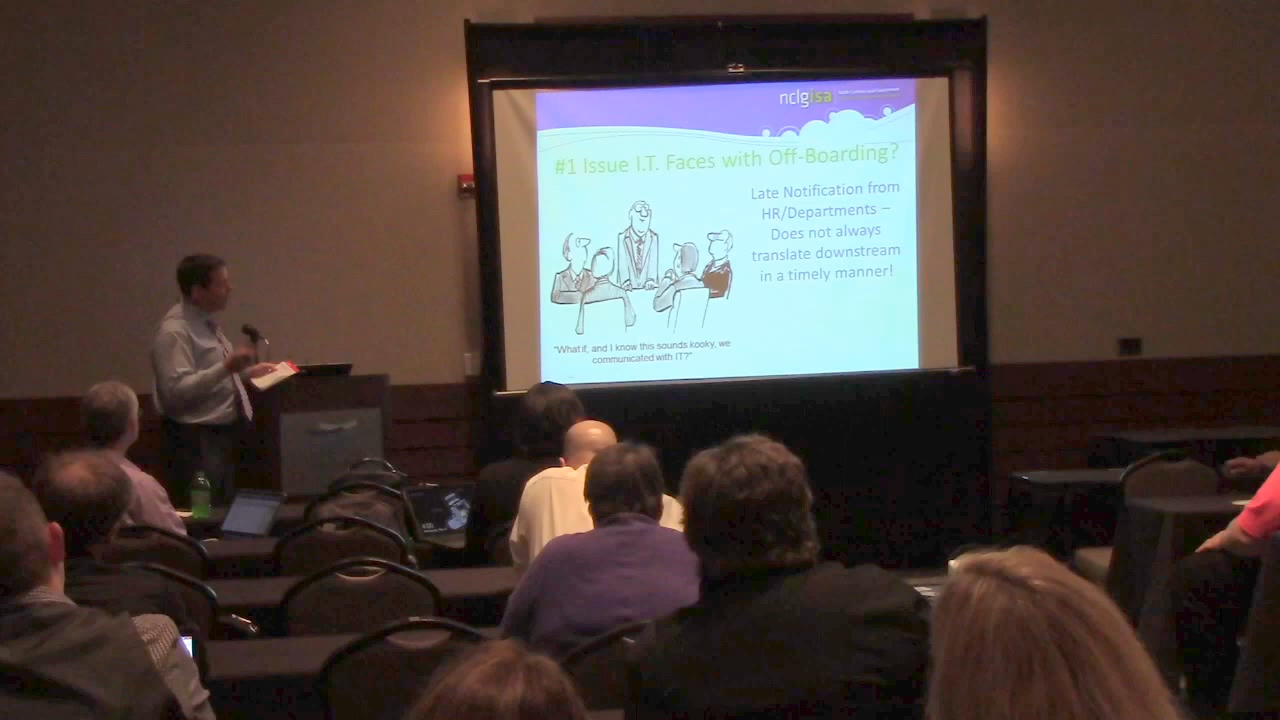 nclgisa
#1 Issue I.T. Faces with Off-Boarding?
Late Notification from
HR/Departments –
Does not always
translate downstream
in a timely manner!
"What if, and I know this sounds kooky, we
communicated with IT?"